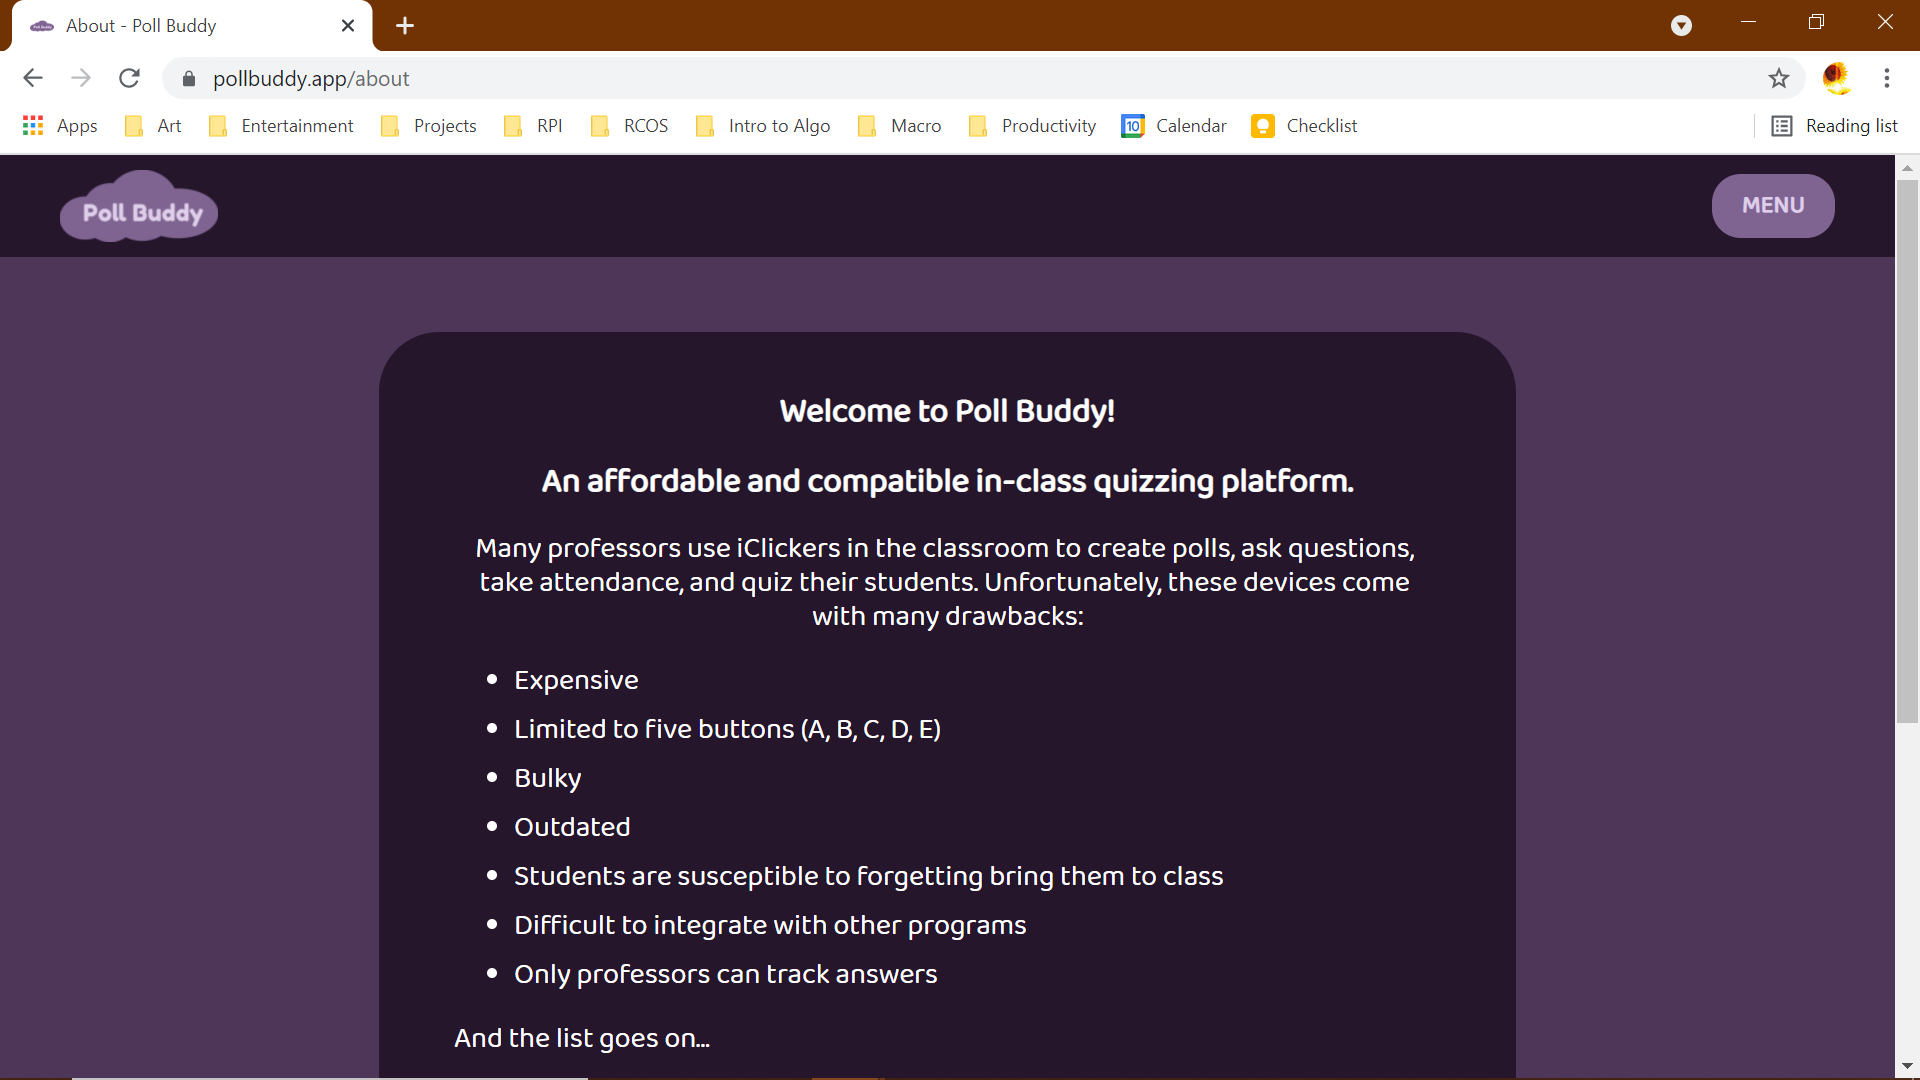 About - Poll Buddy
pollbuddy.app/about
Apps Art Entertainment Projects RPI RCOS Intro to Algo Macro Productivity 10 Calendar Checklist Reading list
Poll Buddy MENU
Welcome to Poll Buddy!
An affordable and compatible in-class quizzing platform.
Many professors use iClickers in the classroom to create polls, ask questions,
take attendance, and quiz their students. Unfortunately, these devices come
with many drawbacks:
• Expensive
• Limited to five buttons (A, B, C, D, E)
• Bulky
• Outdated
• Students are susceptible to forgetting bring them to class
• Difficult to integrate with other programs
• Only professors can track answers
And the list goes on...